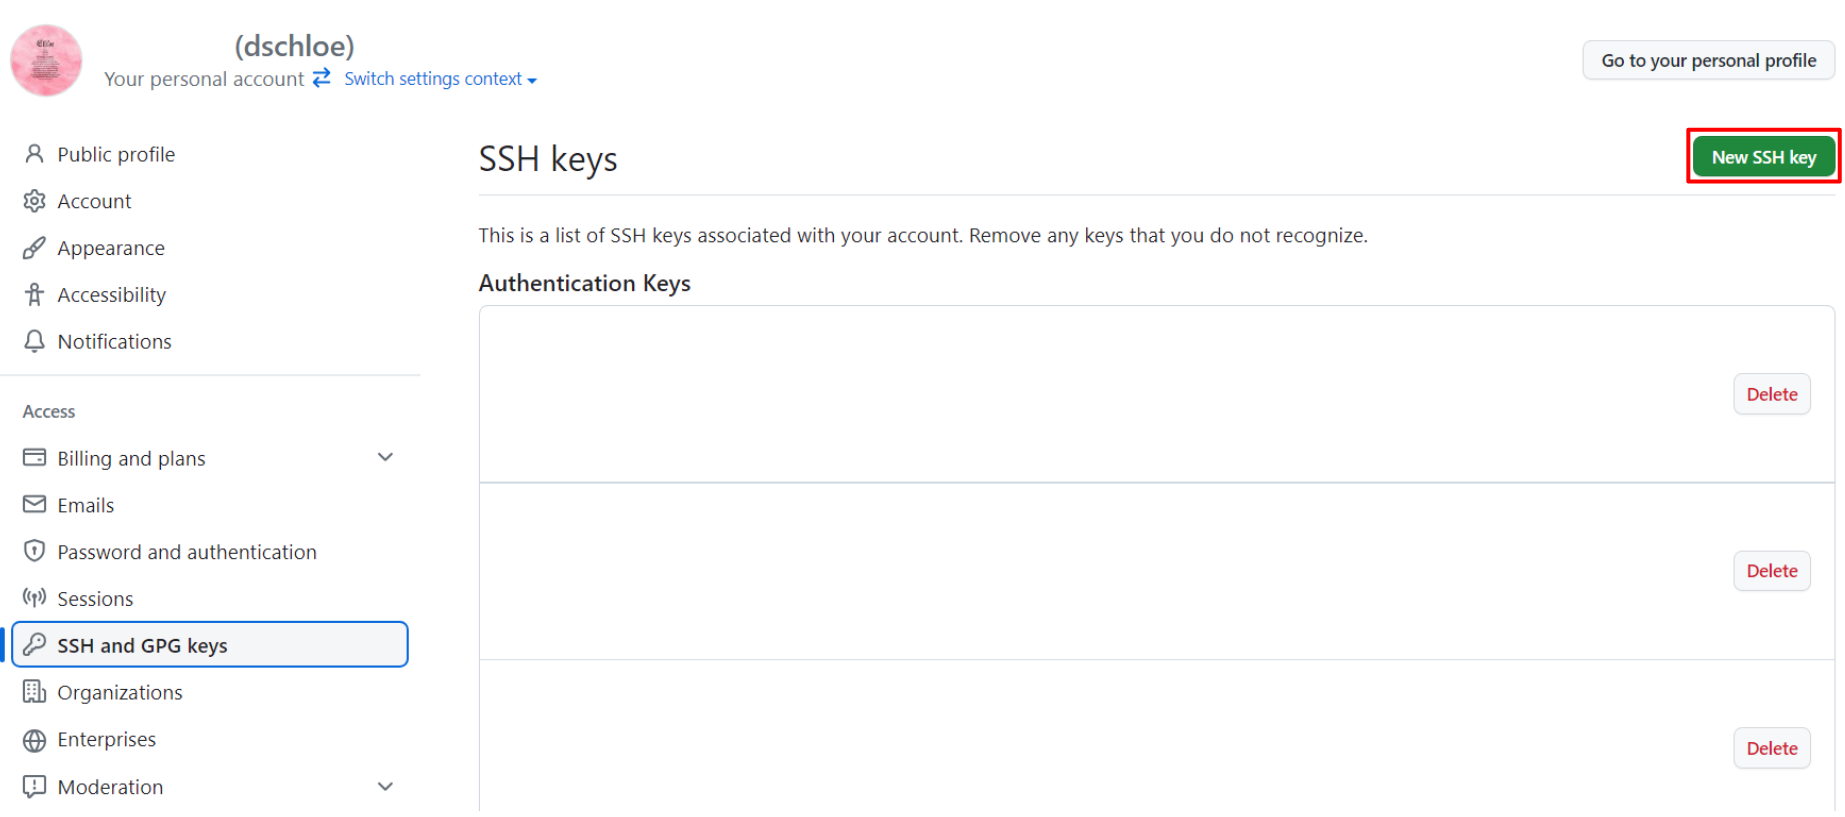 (dschloe)
Your personal account Switch settings context
Go to your personal profile
Public profile
Account
Appearance
Accessibility
Notifications
Access
Billing and plans
Emails
Password and authentication
Sessions
SSH and GPG keys
Organizations
Enterprises
Moderation
SSH keys
New SSH key
This is a list of SSH keys associated with your account. Remove any keys that you do not recognize.
Authentication Keys
Delete
Delete
Delete